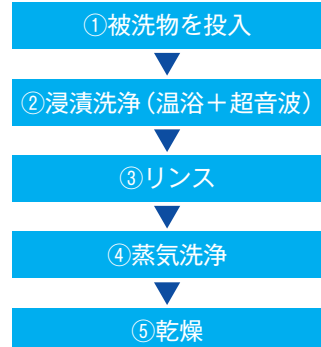 ①被洗物を投入
②浸漬洗浄（温浴＋超音波）
③リンス
④蒸気洗浄
⑤乾燥